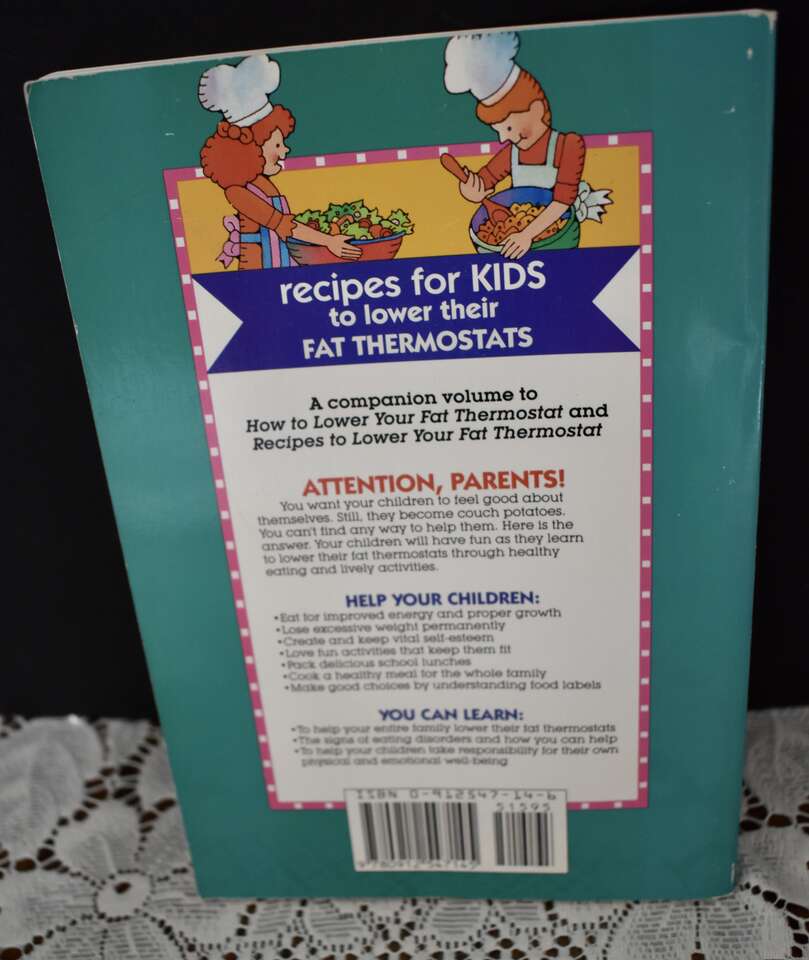 recipes for KIDS
to lower their
FAT THERMOSTATS
A companion volume to
How to Lower Your Fat Thermostat and
Recipes to Lower Your Fat Thermostat
ATTENTION, PARENTS!
You want your children to feel good about
themselves. Still, they become couch potatoes.
You can't find any way to help them. Here is the
answer. Your children will have fun as they learn
to lower their fat thermostats through healthy
eating and lively activities.
HELP YOUR CHILDREN:
•Eat for improved energy and proper growth
•Lose excessive weight permanently
•Create and keep vital self-esteem
•Love fun activities that keep them fit
•Pack delicious school lunches
•Cook a healthy meal for the whole family
•Make good choices by understanding food labels
YOU CAN LEARN:
•To help your entire family lower their fat thermostats
•The signs of eating disorders and how you can help
•To help your children take responsibility for their own
physical and emotional well-being
ISBN 0-912547-14-6
51595
9 780912 547145